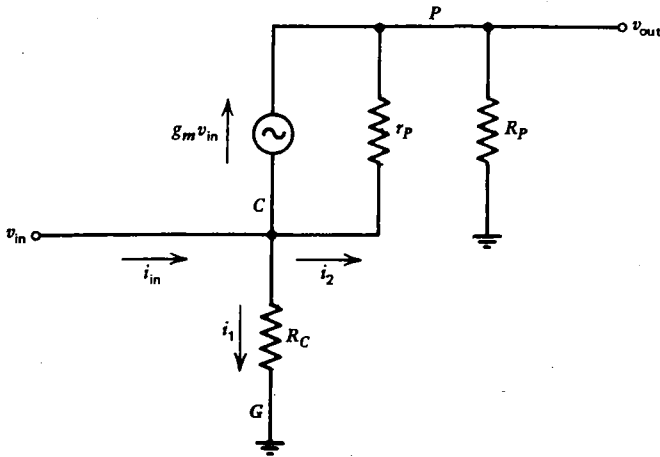 P
v_out
g_m v_in
r_P
R_P
C
v_in
i_in
i_2
i_1
R_C
G